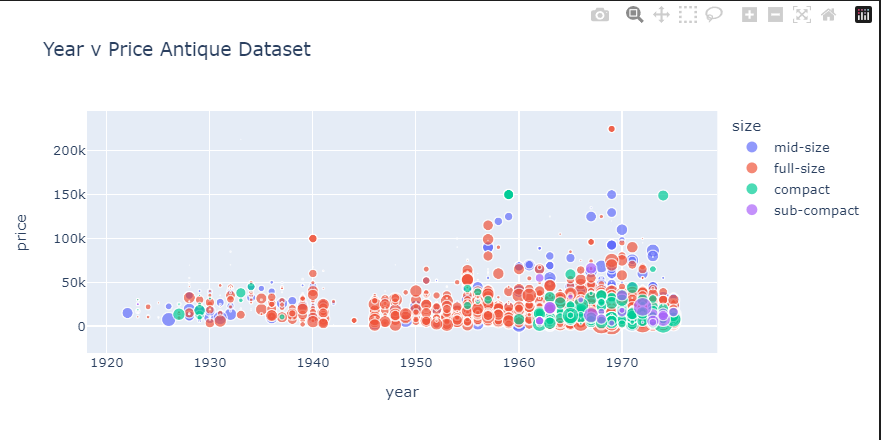 Year v Price Antique Dataset
size
mid-size
full-size
compact
sub-compact
200k
150k
100k
50k
0
price
1920 1930 1940 1950 1960 1970
year